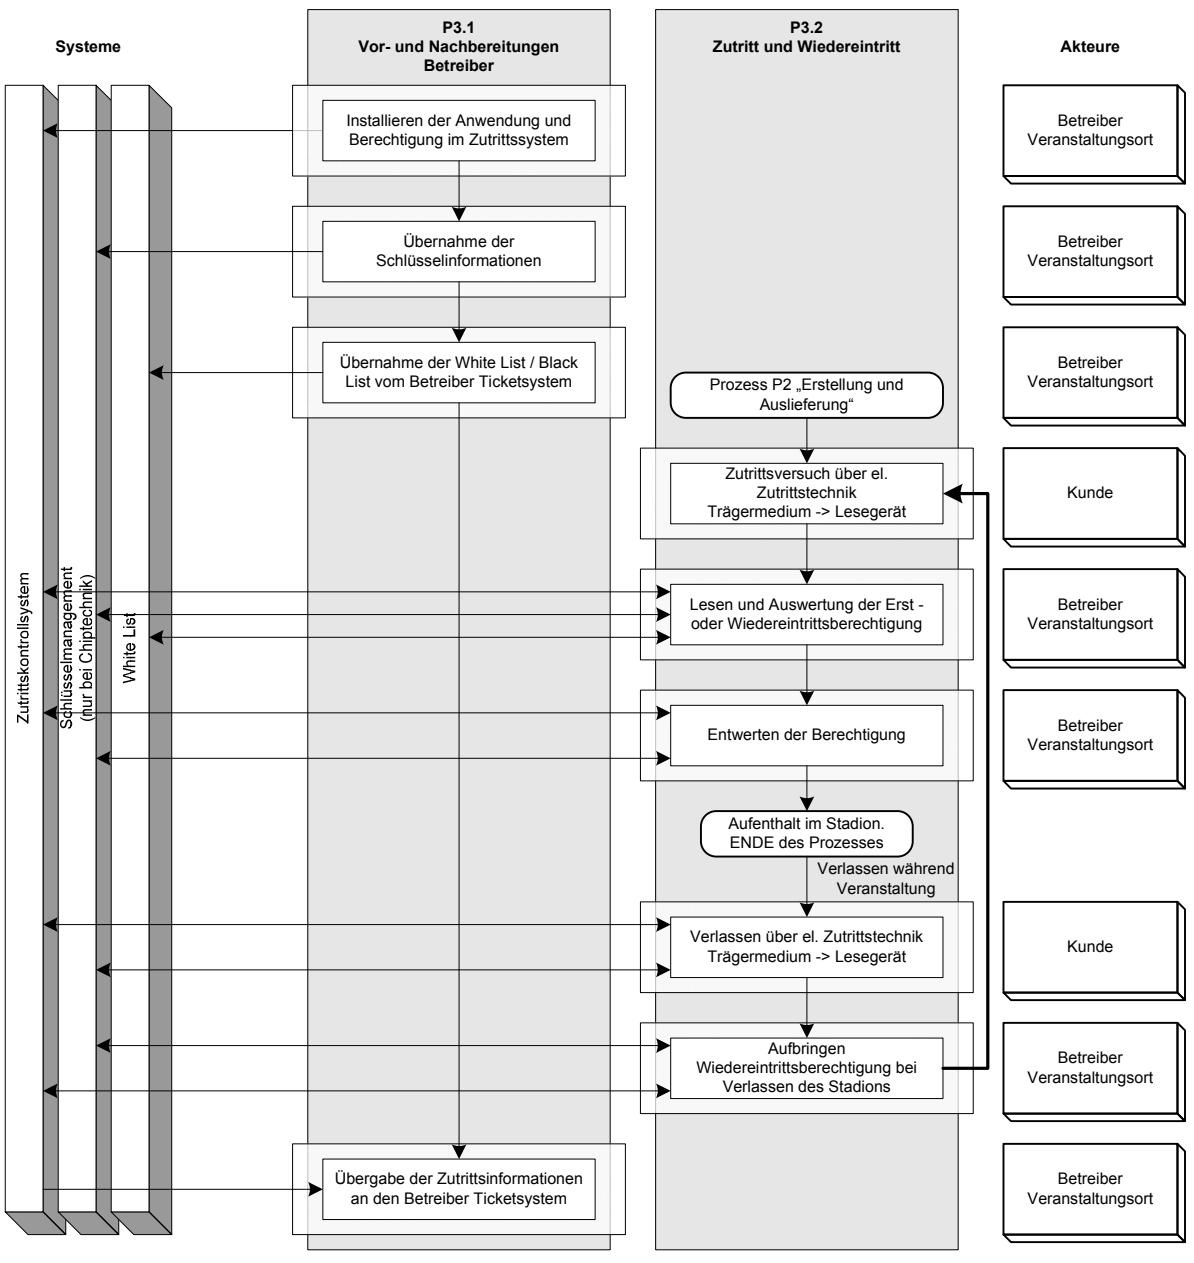 Systeme
P3.1
Vor- und Nachbereitungen
Betreiber
P3.2
Zutritt und Wiedereintritt
Akteure
Installieren der Anwendung und
Berechtigung im Zutrittssystem
Betreiber
Veranstaltungsort
Übernahme der
Schlüsselinformationen
Betreiber
Veranstaltungsort
Übernahme der White List / Black
List vom Betreiber Ticketsystem
Prozess P2 „Erstellung und
Auslieferung“
Betreiber
Veranstaltungsort
Zutrittsversuch über el.
Zutrittstechnik
Trägermedium -> Lesegerät
Kunde
Zutrittskontrollsystem
Schlüsselmanagement
(nur bei Chiptechnik)
White List
Lesen und Auswertung der Erst -
oder Wiedereintrittsberechtigung
Betreiber
Veranstaltungsort
Entwerten der Berechtigung
Betreiber
Veranstaltungsort
Aufenthalt im Stadion.
ENDE des Prozesses
Verlassen während
Veranstaltung
Verlassen über el. Zutrittstechnik
Trägermedium -> Lesegerät
Kunde
Aufbringen
Wiedereintrittsberechtigung bei
Verlassen des Stadions
Betreiber
Veranstaltungsort
Übergabe der Zutrittsinformationen
an den Betreiber Ticketsystem
Betreiber
Veranstaltungsort